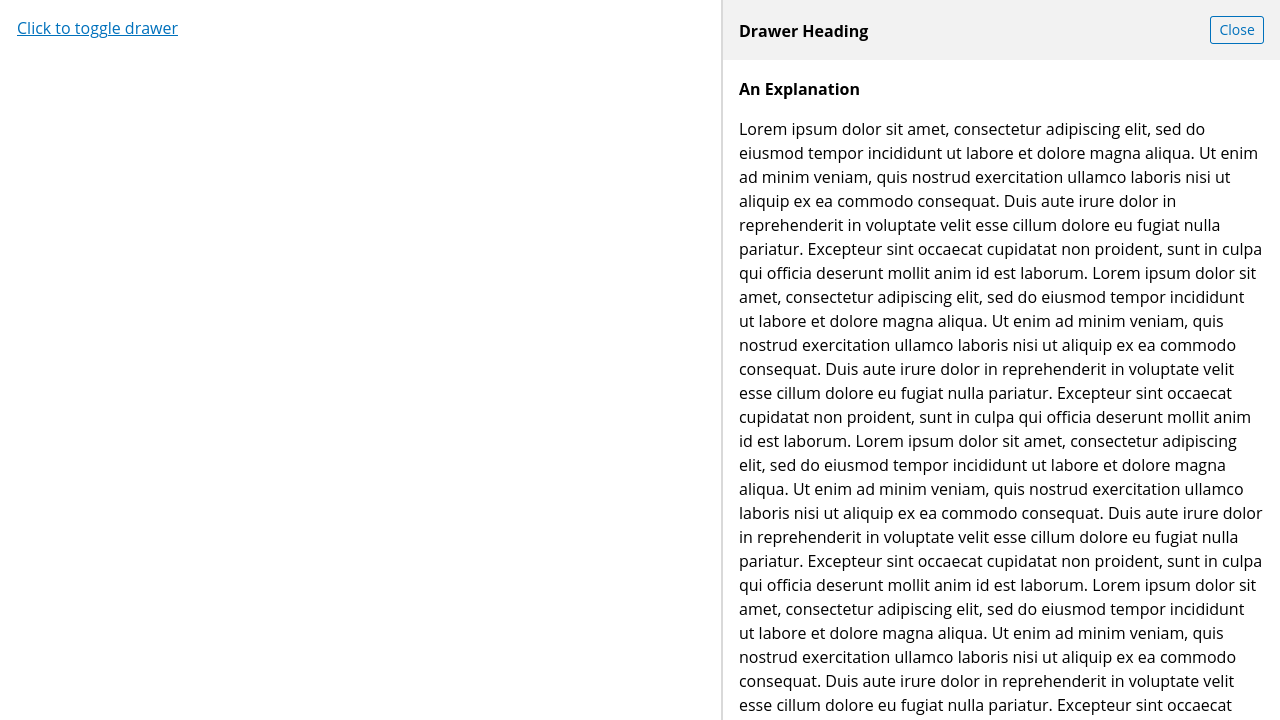 Click to toggle drawer
Drawer Heading
Close
An Explanation
Lorem ipsum dolor sit amet, consectetur adipiscing elit, sed do
eiusmod tempor incididunt ut labore et dolore magna aliqua. Ut enim
ad minim veniam, quis nostrud exercitation ullamco laboris nisi ut
aliquip ex ea commodo consequat. Duis aute irure dolor in
reprehenderit in voluptate velit esse cillum dolore eu fugiat nulla
pariatur. Excepteur sint occaecat cupidatat non proident, sunt in culpa
qui officia deserunt mollit anim id est laborum. Lorem ipsum dolor sit
amet, consectetur adipiscing elit, sed do eiusmod tempor incididunt
ut labore et dolore magna aliqua. Ut enim ad minim veniam, quis
nostrud exercitation ullamco laboris nisi ut aliquip ex ea commodo
consequat. Duis aute irure dolor in reprehenderit in voluptate velit
esse cillum dolore eu fugiat nulla pariatur. Excepteur sint occaecat
cupidatat non proident, sunt in culpa qui officia deserunt mollit anim
id est laborum. Lorem ipsum dolor sit amet, consectetur adipiscing
elit, sed do eiusmod tempor incididunt ut labore et dolore magna
aliqua. Ut enim ad minim veniam, quis nostrud exercitation ullamco
laboris nisi ut aliquip ex ea commodo consequat. Duis aute irure dolor
in reprehenderit in voluptate velit esse cillum dolore eu fugiat nulla
pariatur. Excepteur sint occaecat cupidatat non proident, sunt in culpa
qui officia deserunt mollit anim id est laborum. Lorem ipsum dolor sit
amet, consectetur adipiscing elit, sed do eiusmod tempor incididunt
ut labore et dolore magna aliqua. Ut enim ad minim veniam, quis
nostrud exercitation ullamco laboris nisi ut aliquip ex ea commodo
consequat. Duis aute irure dolor in reprehenderit in voluptate velit
esse cillum dolore eu fugiat nulla pariatur. Excepteur sint occaecat